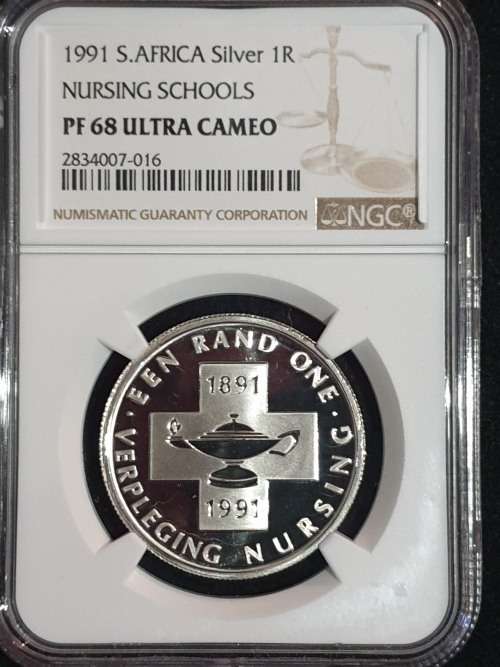 1991 S.AFRICA Silver 1R
NURSING SCHOOLS
PF 68 ULTRA CAMEO
2834007-016
NUMISMATIC GUARANTY CORPORATION
NGC®
· EEN RAND ONE ·
1891
1991
VERPLEGING NURSING